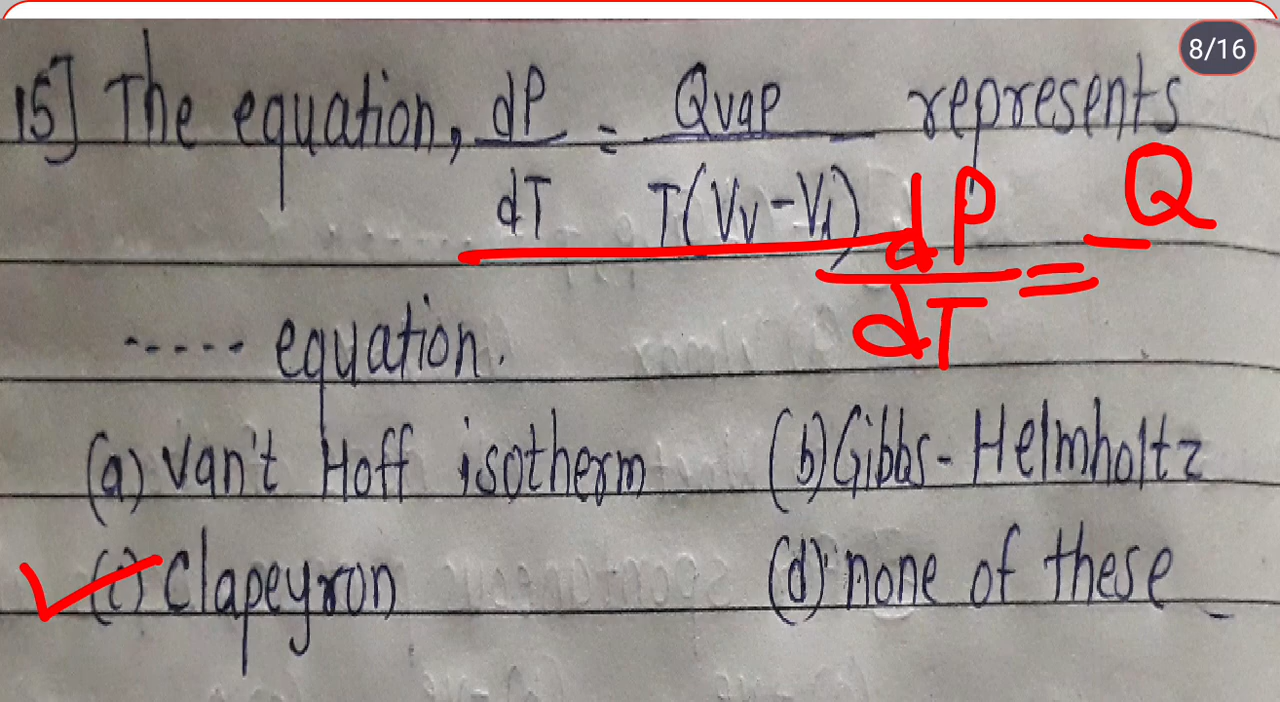 8/16
15] The equation, dP/dT = Qvap/T(Vv-Vl) represents
dP/dT = Q
----- equation.
(a) Van't Hoff isotherm (b) Gibbs-Helmholtz
(c) Clapeyron (d) none of these